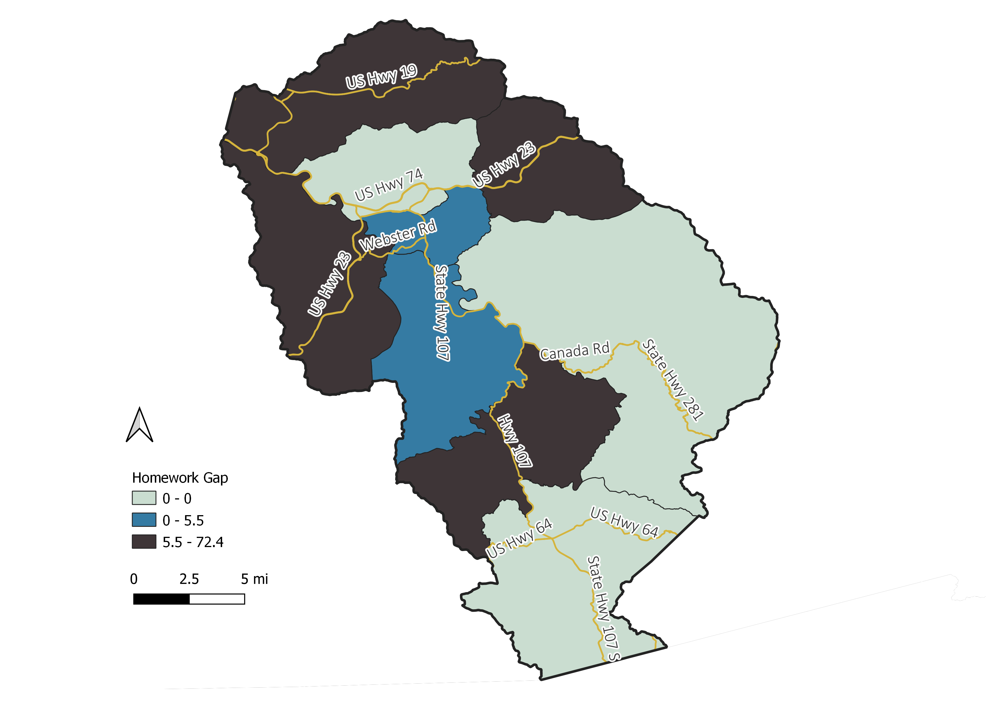 US Hwy 19
US Hwy 23
US Hwy 74
Webster Rd
US Hwy 23
State Hwy 107
Canada Rd
State Hwy 281
Hwy 107
US Hwy 64
US Hwy 64
State Hwy 107 S
Homework Gap
0 - 0
0 - 5.5
5.5 - 72.4
0 2.5 5 mi